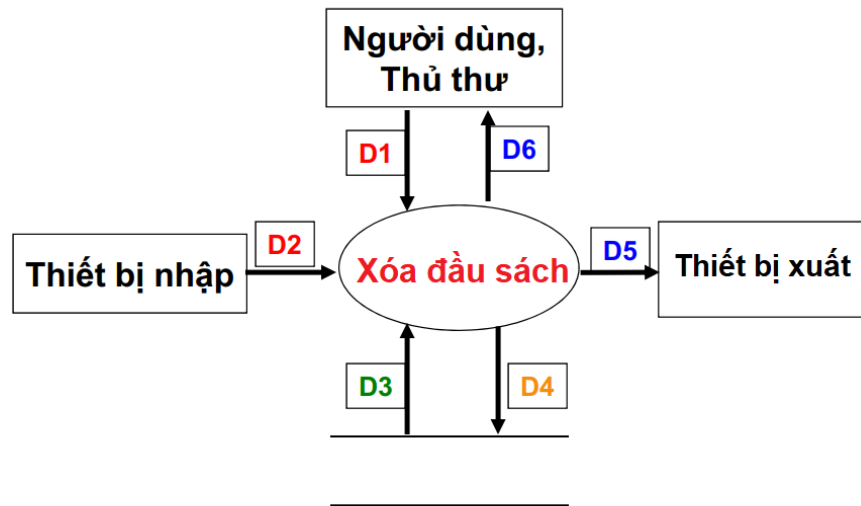 Người dùng,
Thủ thư
D1
D6
D2
D5
Thiết bị nhập
Xóa đầu sách
Thiết bị xuất
D3
D4